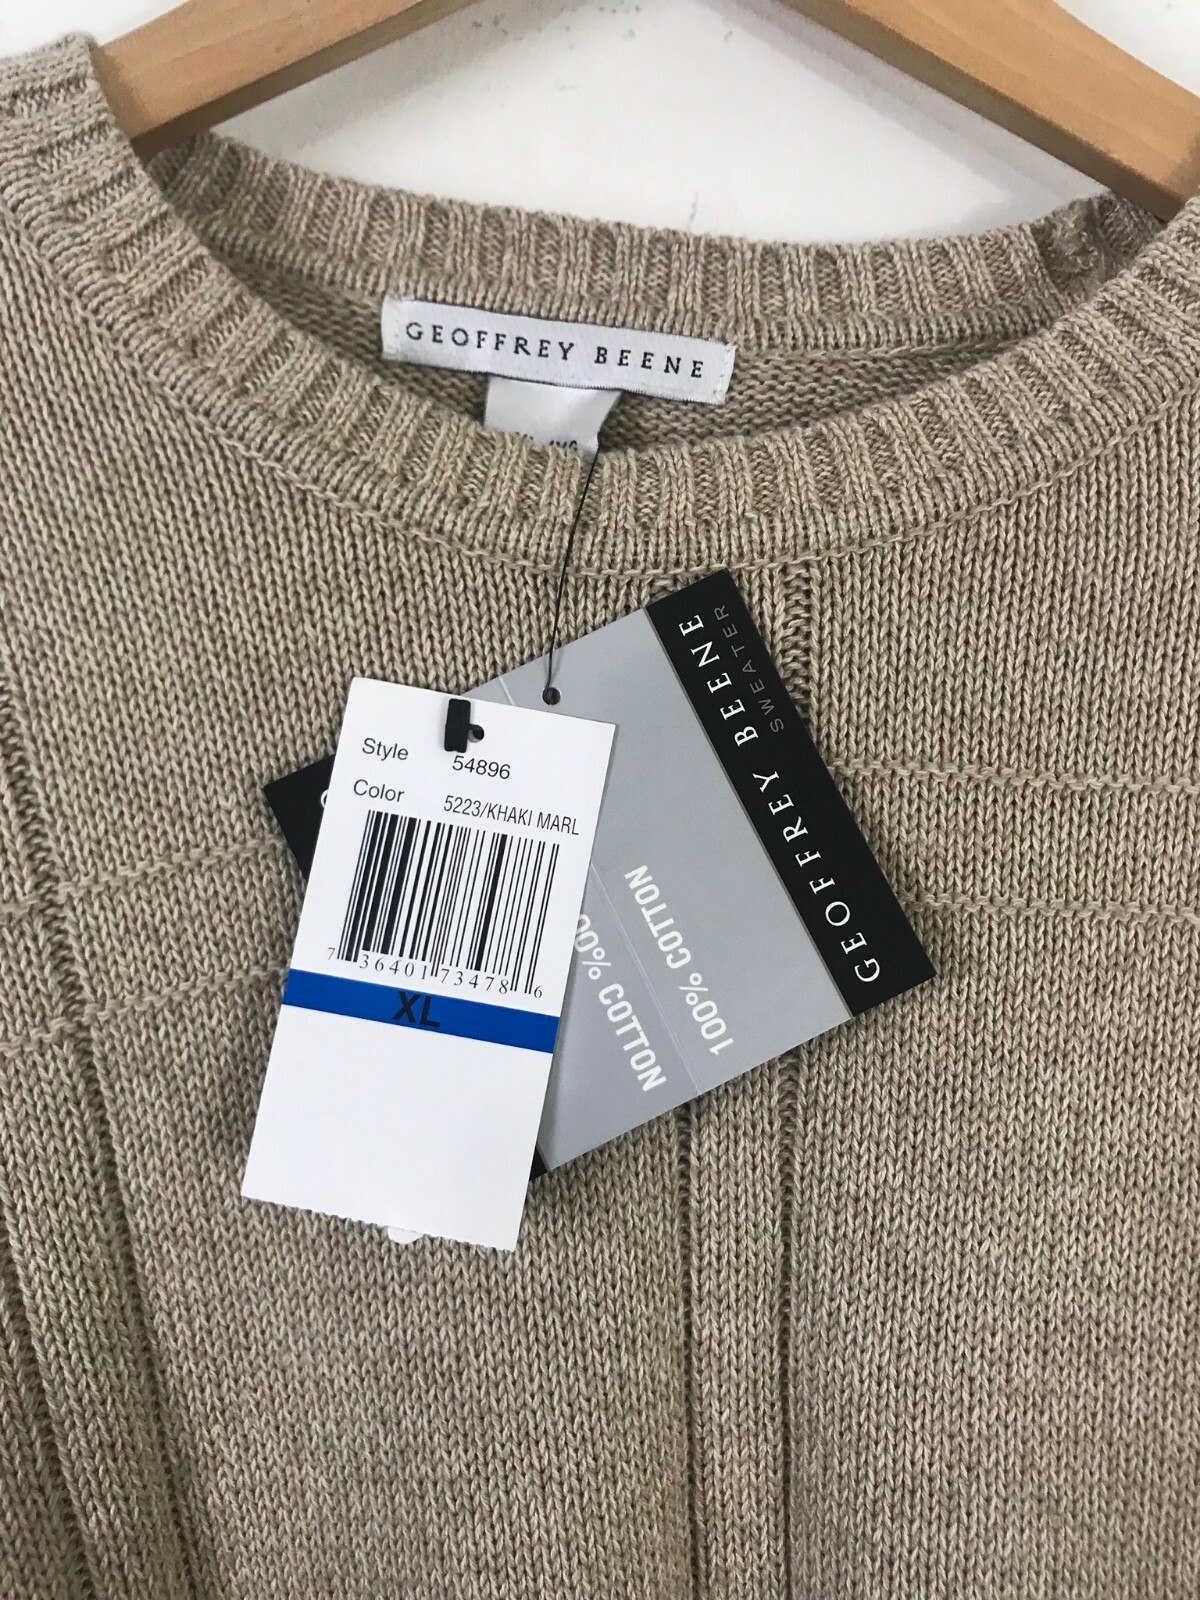 GEOFFREY BEENE
GEOFFREY BEENE
SWEATER
100% COTTON
100% COTTON
Style 54896
Color 5223/KHAKI MARL
7 36401 73478 6
XL